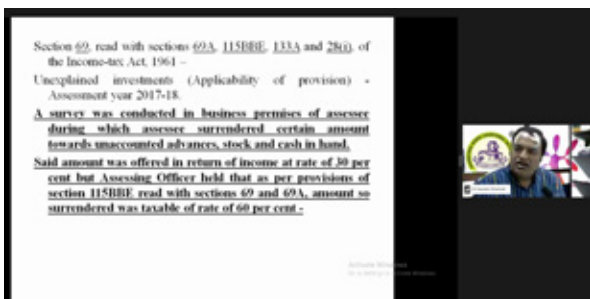 Section 69, read with sections 69A, 115BBE, 133A and 28(i), of
the Income-tax Act, 1961 –
Unexplained investments (Applicability of provision) -
Assessment year 2017-18.
A survey was conducted in business premises of assessee
during which assessee surrendered certain amount
towards unaccounted advances, stock and cash in hand.
Said amount was offered in return of income at rate of 30 per
cent but Assessing Officer held that as per provisions of
section 115BBE read with sections 69 and 69A, amount so
surrendered was taxable of rate of 60 per cent -
Activate Windows